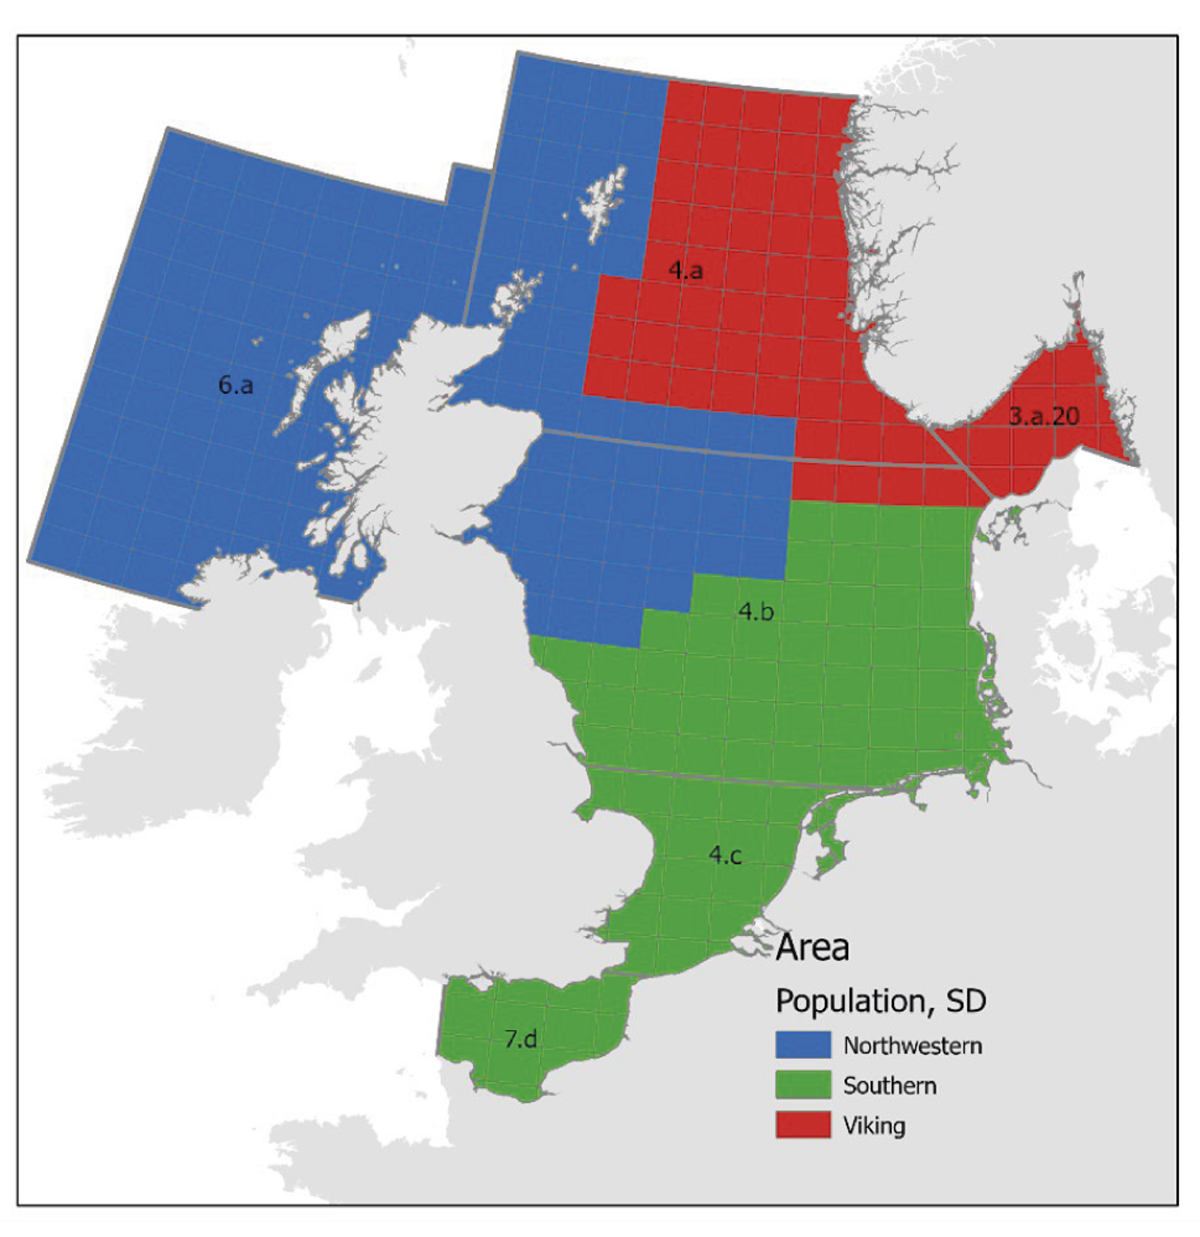 4.a
6.a
3.a.20
4.b
4.c
7.d
Area
Population, SD
Northwestern
Southern
Viking